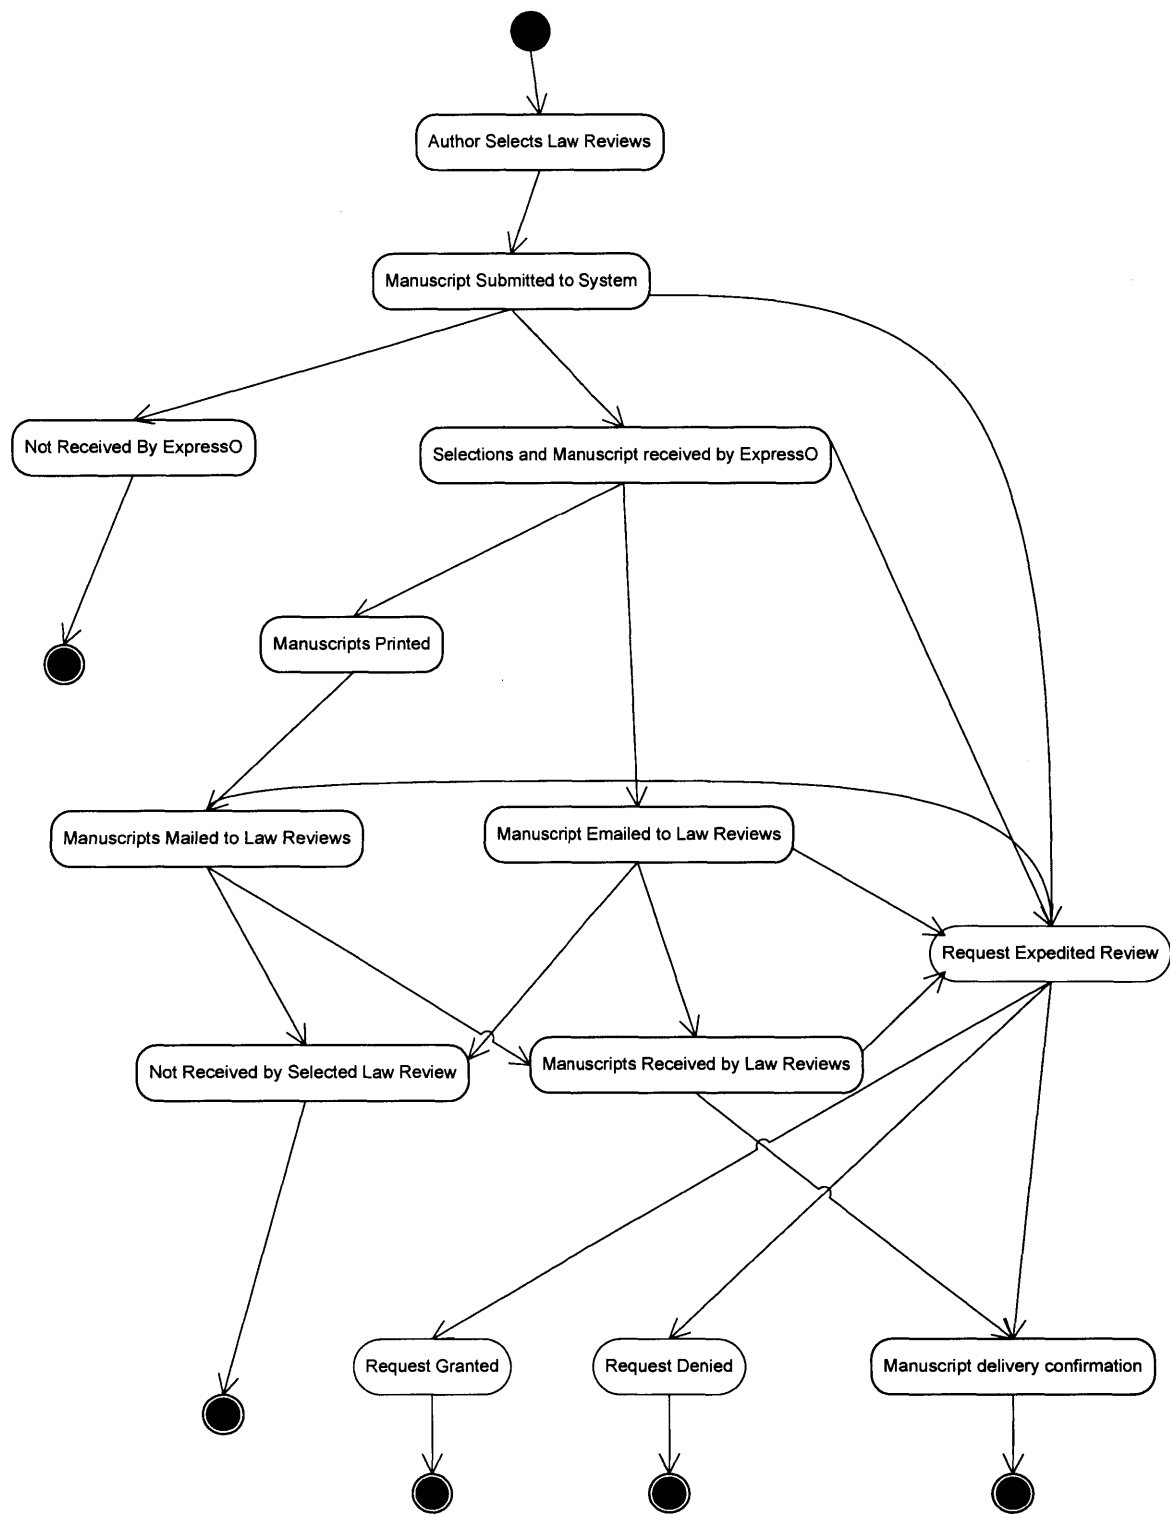 Author Selects Law Reviews
Manuscript Submitted to System
Not Received By ExpressO
Selections and Manuscript received by ExpressO
Manuscripts Printed
Manuscripts Mailed to Law Reviews
Manuscript Emailed to Law Reviews
Request Expedited Review
Not Received by Selected Law Review
Manuscripts Received by Law Reviews
Request Granted
Request Denied
Manuscript delivery confirmation